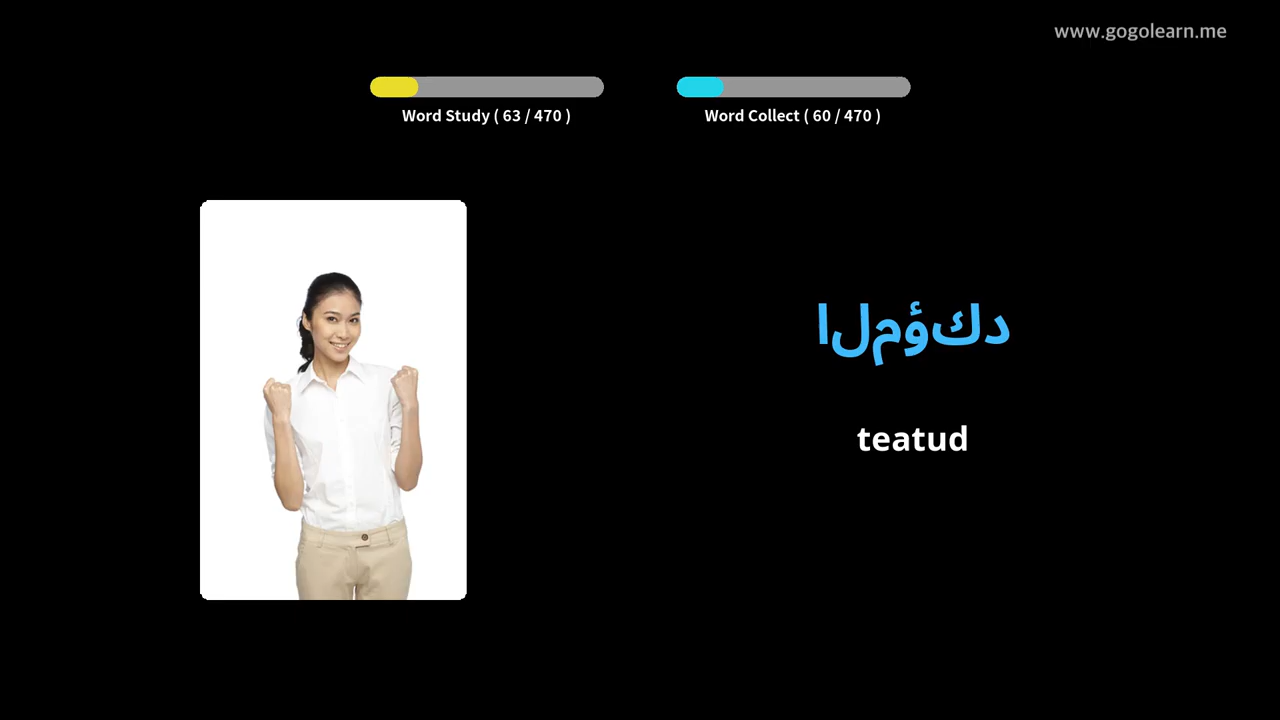 www.gogolearn.me
Word Study ( 63 / 470 )
Word Collect ( 60 / 470 )
المؤكد
teatud